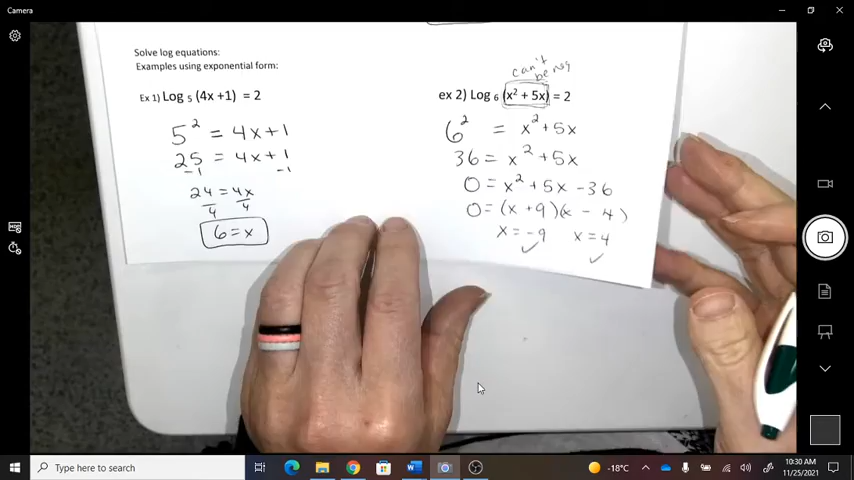 Camera
Solve log equations:
Examples using exponential form:
Ex 1) Log 5 (4x +1) = 2
5² = 4x+1
25 = 4x+1
-1 -1
24 = 4x
4 4
6 = x
can't
be neg
ex 2) Log 6 (x² + 5x) = 2
6² = x² + 5x
36 = x² + 5x
0 = x² + 5x - 36
0 = (x + 9)(x - 4)
x = -9 x = 4
✓ ✓
Type here to search
-18°C
10:30 AM
11/25/2021